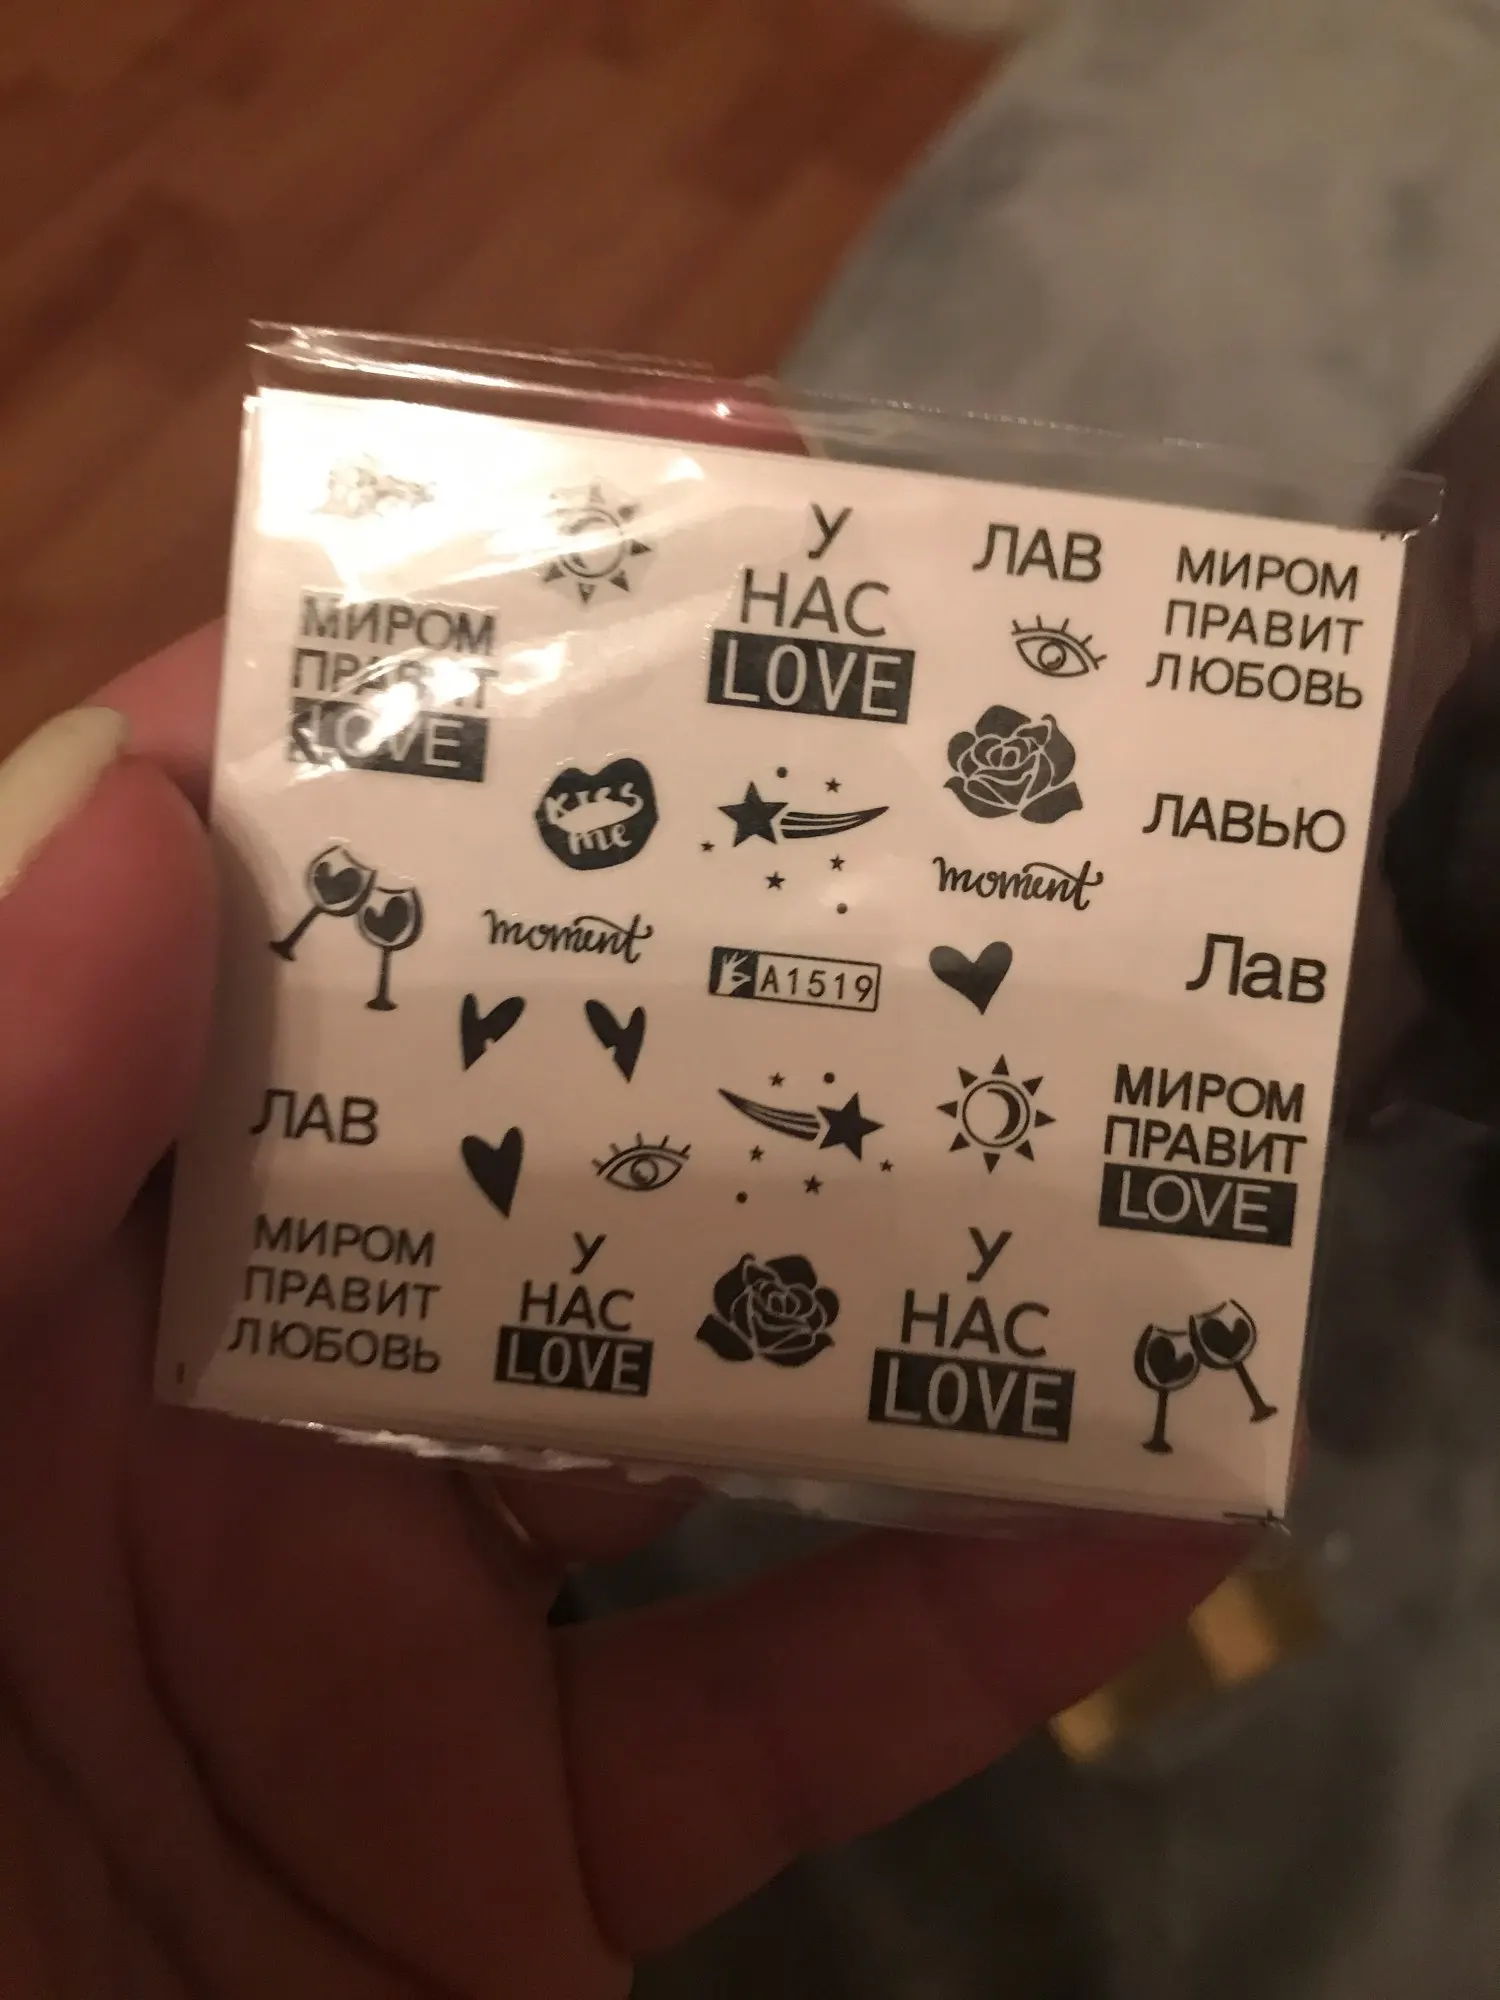 У
НАС
LOVE
ЛАВ
МИРОМ
ПРАВИТ
ЛЮБОВЬ
МИРОМ
ПРАВИТ
LOVE
kiss
me
ЛАВЬЮ
moment
moment
A1519
Лав
ЛАВ
МИРОМ
ПРАВИТ
LOVE
МИРОМ
ПРАВИТ
ЛЮБОВЬ
У
НАС
LOVE
У
НАС
LOVE